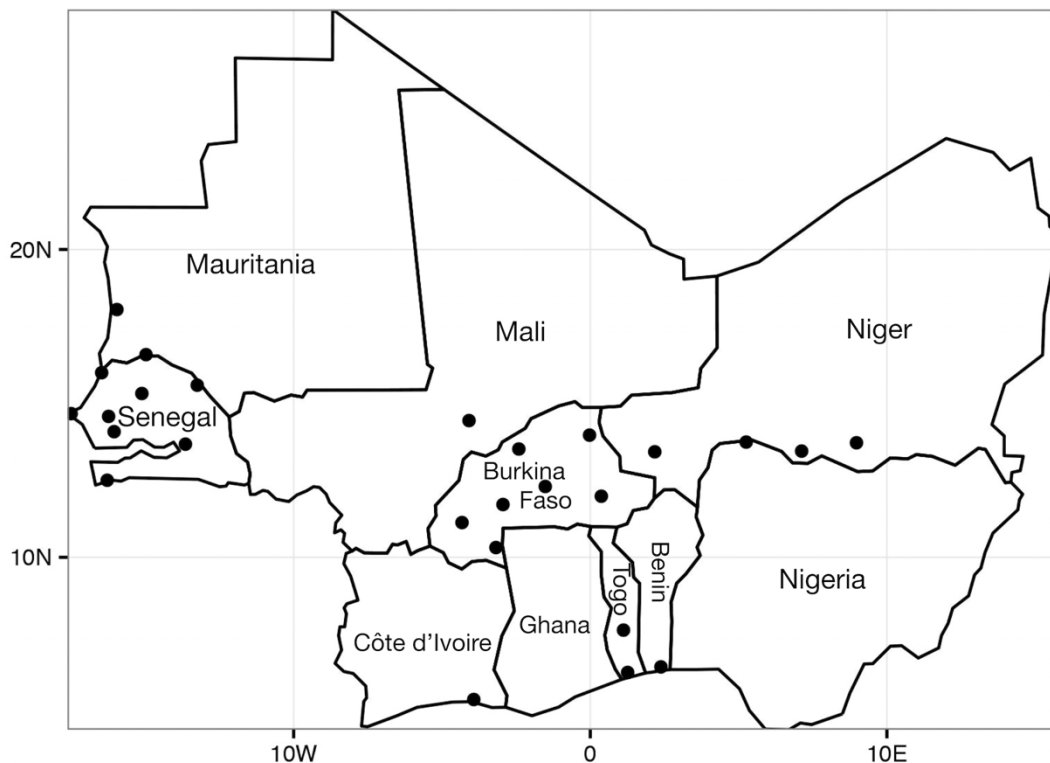 20N
Mauritania
Mali
Niger
Senegal
Burkina
Faso
10N
Togo
Benin
Nigeria
Ghana
Côte d’Ivoire
10W
0
10E